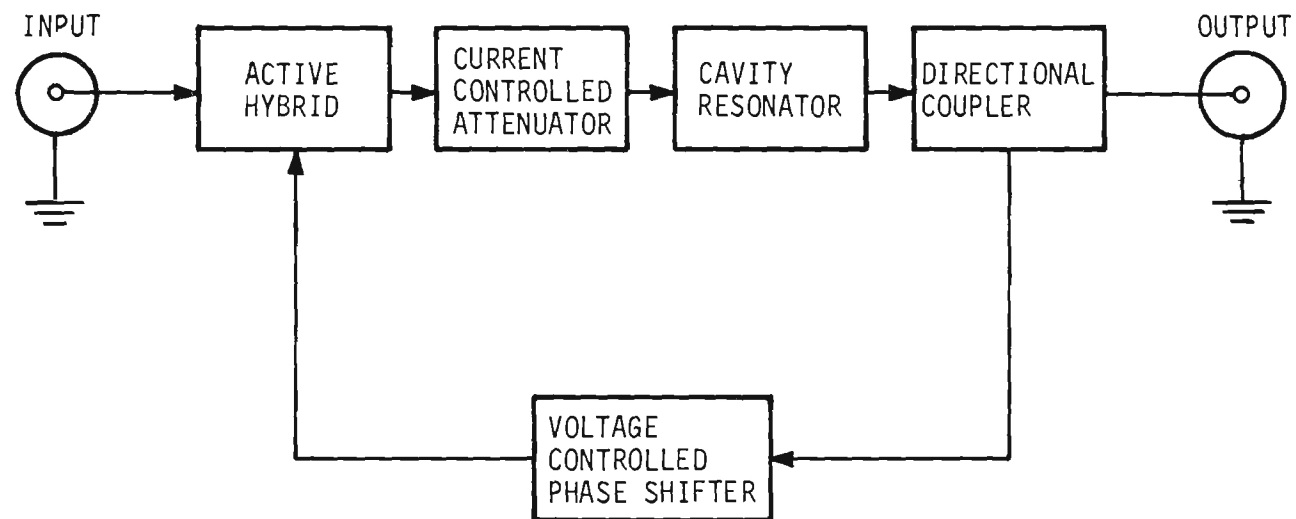 INPUT
ACTIVE
HYBRID
CURRENT
CONTROLLED
ATTENUATOR
CAVITY
RESONATOR
DIRECTIONAL
COUPLER
OUTPUT
VOLTAGE
CONTROLLED
PHASE SHIFTER